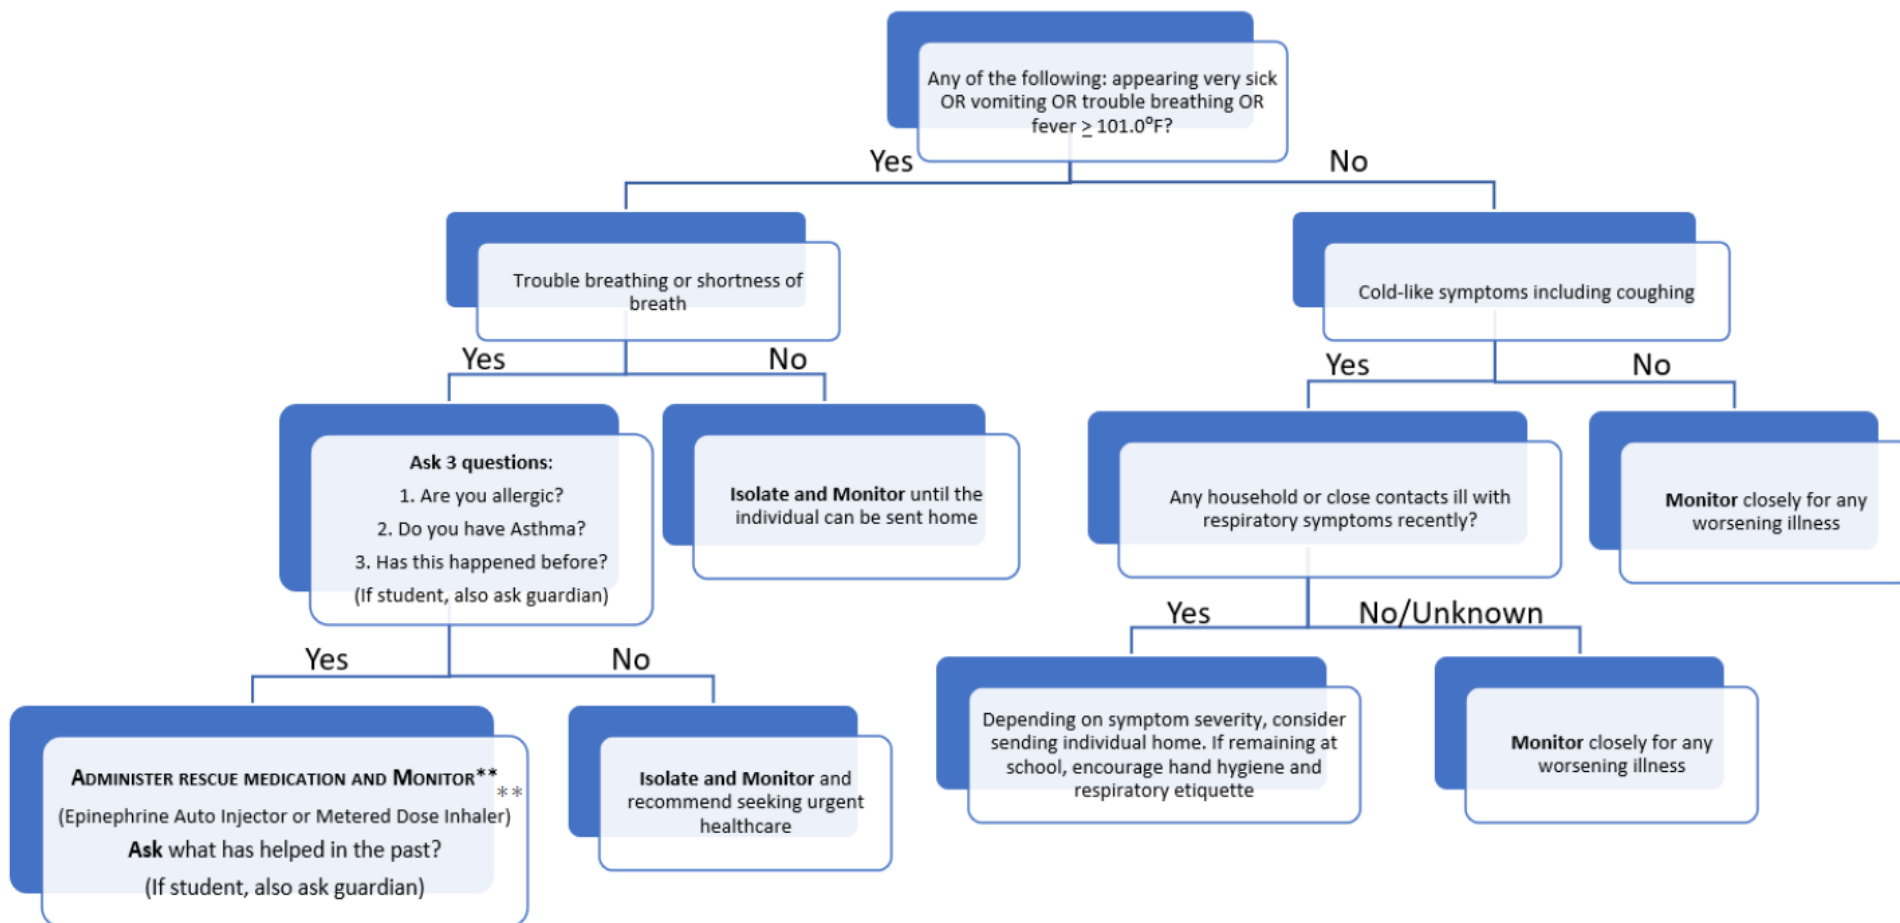 Any of the following: appearing very sick
OR vomiting OR trouble breathing OR
fever ≥ 101.0°F?
Yes
No
Trouble breathing or shortness of
breath
Cold-like symptoms including coughing
Yes
No
Yes
No
Ask 3 questions:
1. Are you allergic?
2. Do you have Asthma?
3. Has this happened before?
(If student, also ask guardian)
Isolate and Monitor until the
individual can be sent home
Any household or close contacts ill with
respiratory symptoms recently?
Monitor closely for any
worsening illness
Yes
No
Yes
No/Unknown
ADMINISTER RESCUE MEDICATION AND MONITOR**
**
(Epinephrine Auto Injector or Metered Dose Inhaler)
Ask what has helped in the past?
(If student, also ask guardian)
Isolate and Monitor and
recommend seeking urgent
healthcare
Depending on symptom severity, consider
sending individual home. If remaining at
school, encourage hand hygiene and
respiratory etiquette
Monitor closely for any
worsening illness